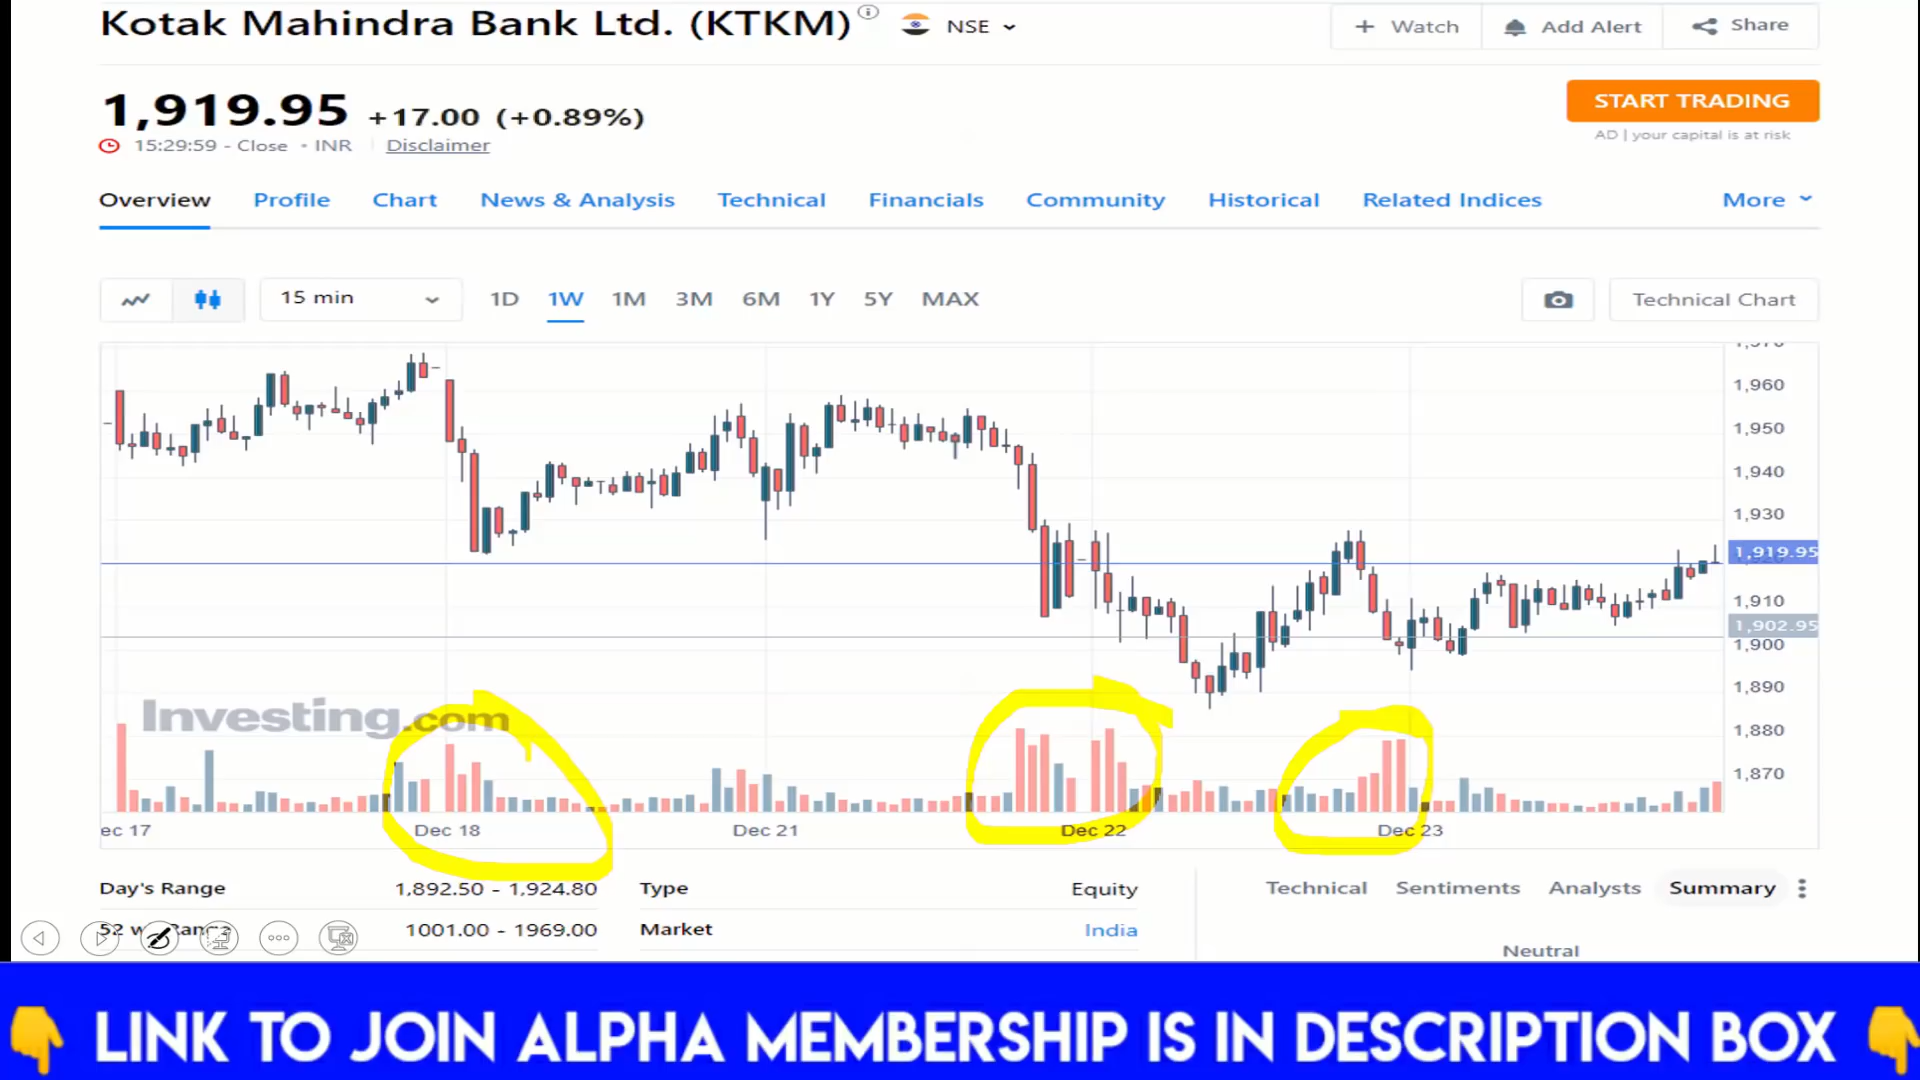 Kotak Mahindra Bank Ltd. (KTKM) NSE
+ Watch Add Alert Share
1,919.95 +17.00 (+0.89%)
START TRADING
15:29:59 - Close • INR Disclaimer
AD | your capital is at risk
Overview Profile Chart News & Analysis Technical Financials Community Historical Related Indices More
15 min 1D 1W 1M 3M 6M 1Y 5Y MAX Technical Chart
1,960
1,950
1,940
1,930
1,919.95
1,910
1,902.95
1,900
1,890
1,880
1,870
Investing.com
ec 17 Dec 18 Dec 21 Dec 22 Dec 23
Day's Range 1,892.50 - 1,924.80 Type Equity
Technical Sentiments Analysts Summary
52 w Range 1001.00 - 1969.00 Market India
Neutral
LINK TO JOIN ALPHA MEMBERSHIP IS IN DESCRIPTION BOX